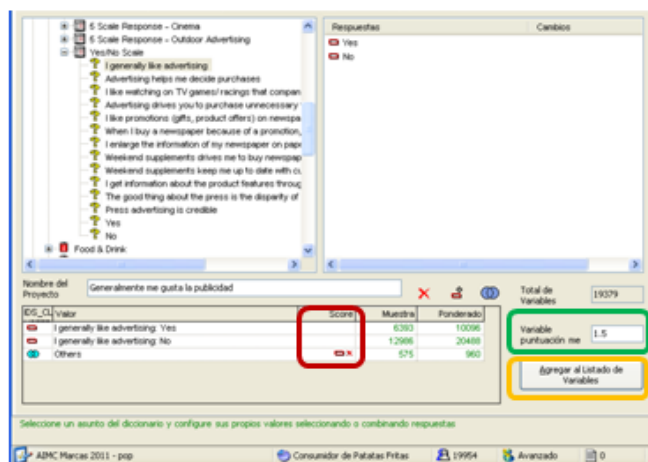 6 Scale Response - Cinema
6 Scale Response - Outdoor Advertising
Yes/No Scale
I generally like advertising
Advertising helps me decide purchases
I like watching on TV games/ racings that compan
Advertising drives you to purchase unnecessary
I like promotions (gifts, product offers) on newspa
When I buy a newspaper because of a promotion,
I enlarge the information of my newspaper on pape
Weekend supplements drives me to buy newspap
Weekend supplements keep me up to date with cu
I get information about the product features throug
The good thing about the press is the disparity of
Press advertising is credible
Yes
No
Food & Drink
Respuestas Cambios
Yes
No
Nombre del Proyecto Generalmente me gusta la publicidad
Total de Variables 19379
IDS_CL Valor Score Muestra Ponderado
I generally like advertising: Yes 6393 10096
I generally like advertising: No 12986 20488
Others 575 960
Variable puntuación me 1.5
Agregar al Listado de Variables
Seleccione un asunto del diccionario y configure sus propios valores seleccionando o combinando respuestas
AIMC Marcas 2011 - pop Consumidor de Patatas Fritas 19954 Avanzado 0